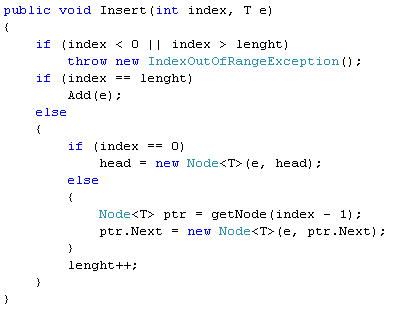 public void Insert(int index, T e)
{
    if (index < 0 || index > lenght)
        throw new IndexOutOfRangeException();
    if (index == lenght)
        Add(e);
    else
    {
        if (index == 0)
            head = new Node<T>(e, head);
        else
        {
            Node<T> ptr = getNode(index - 1);
            ptr.Next = new Node<T>(e, ptr.Next);
        }
        lenght++;
    }
}